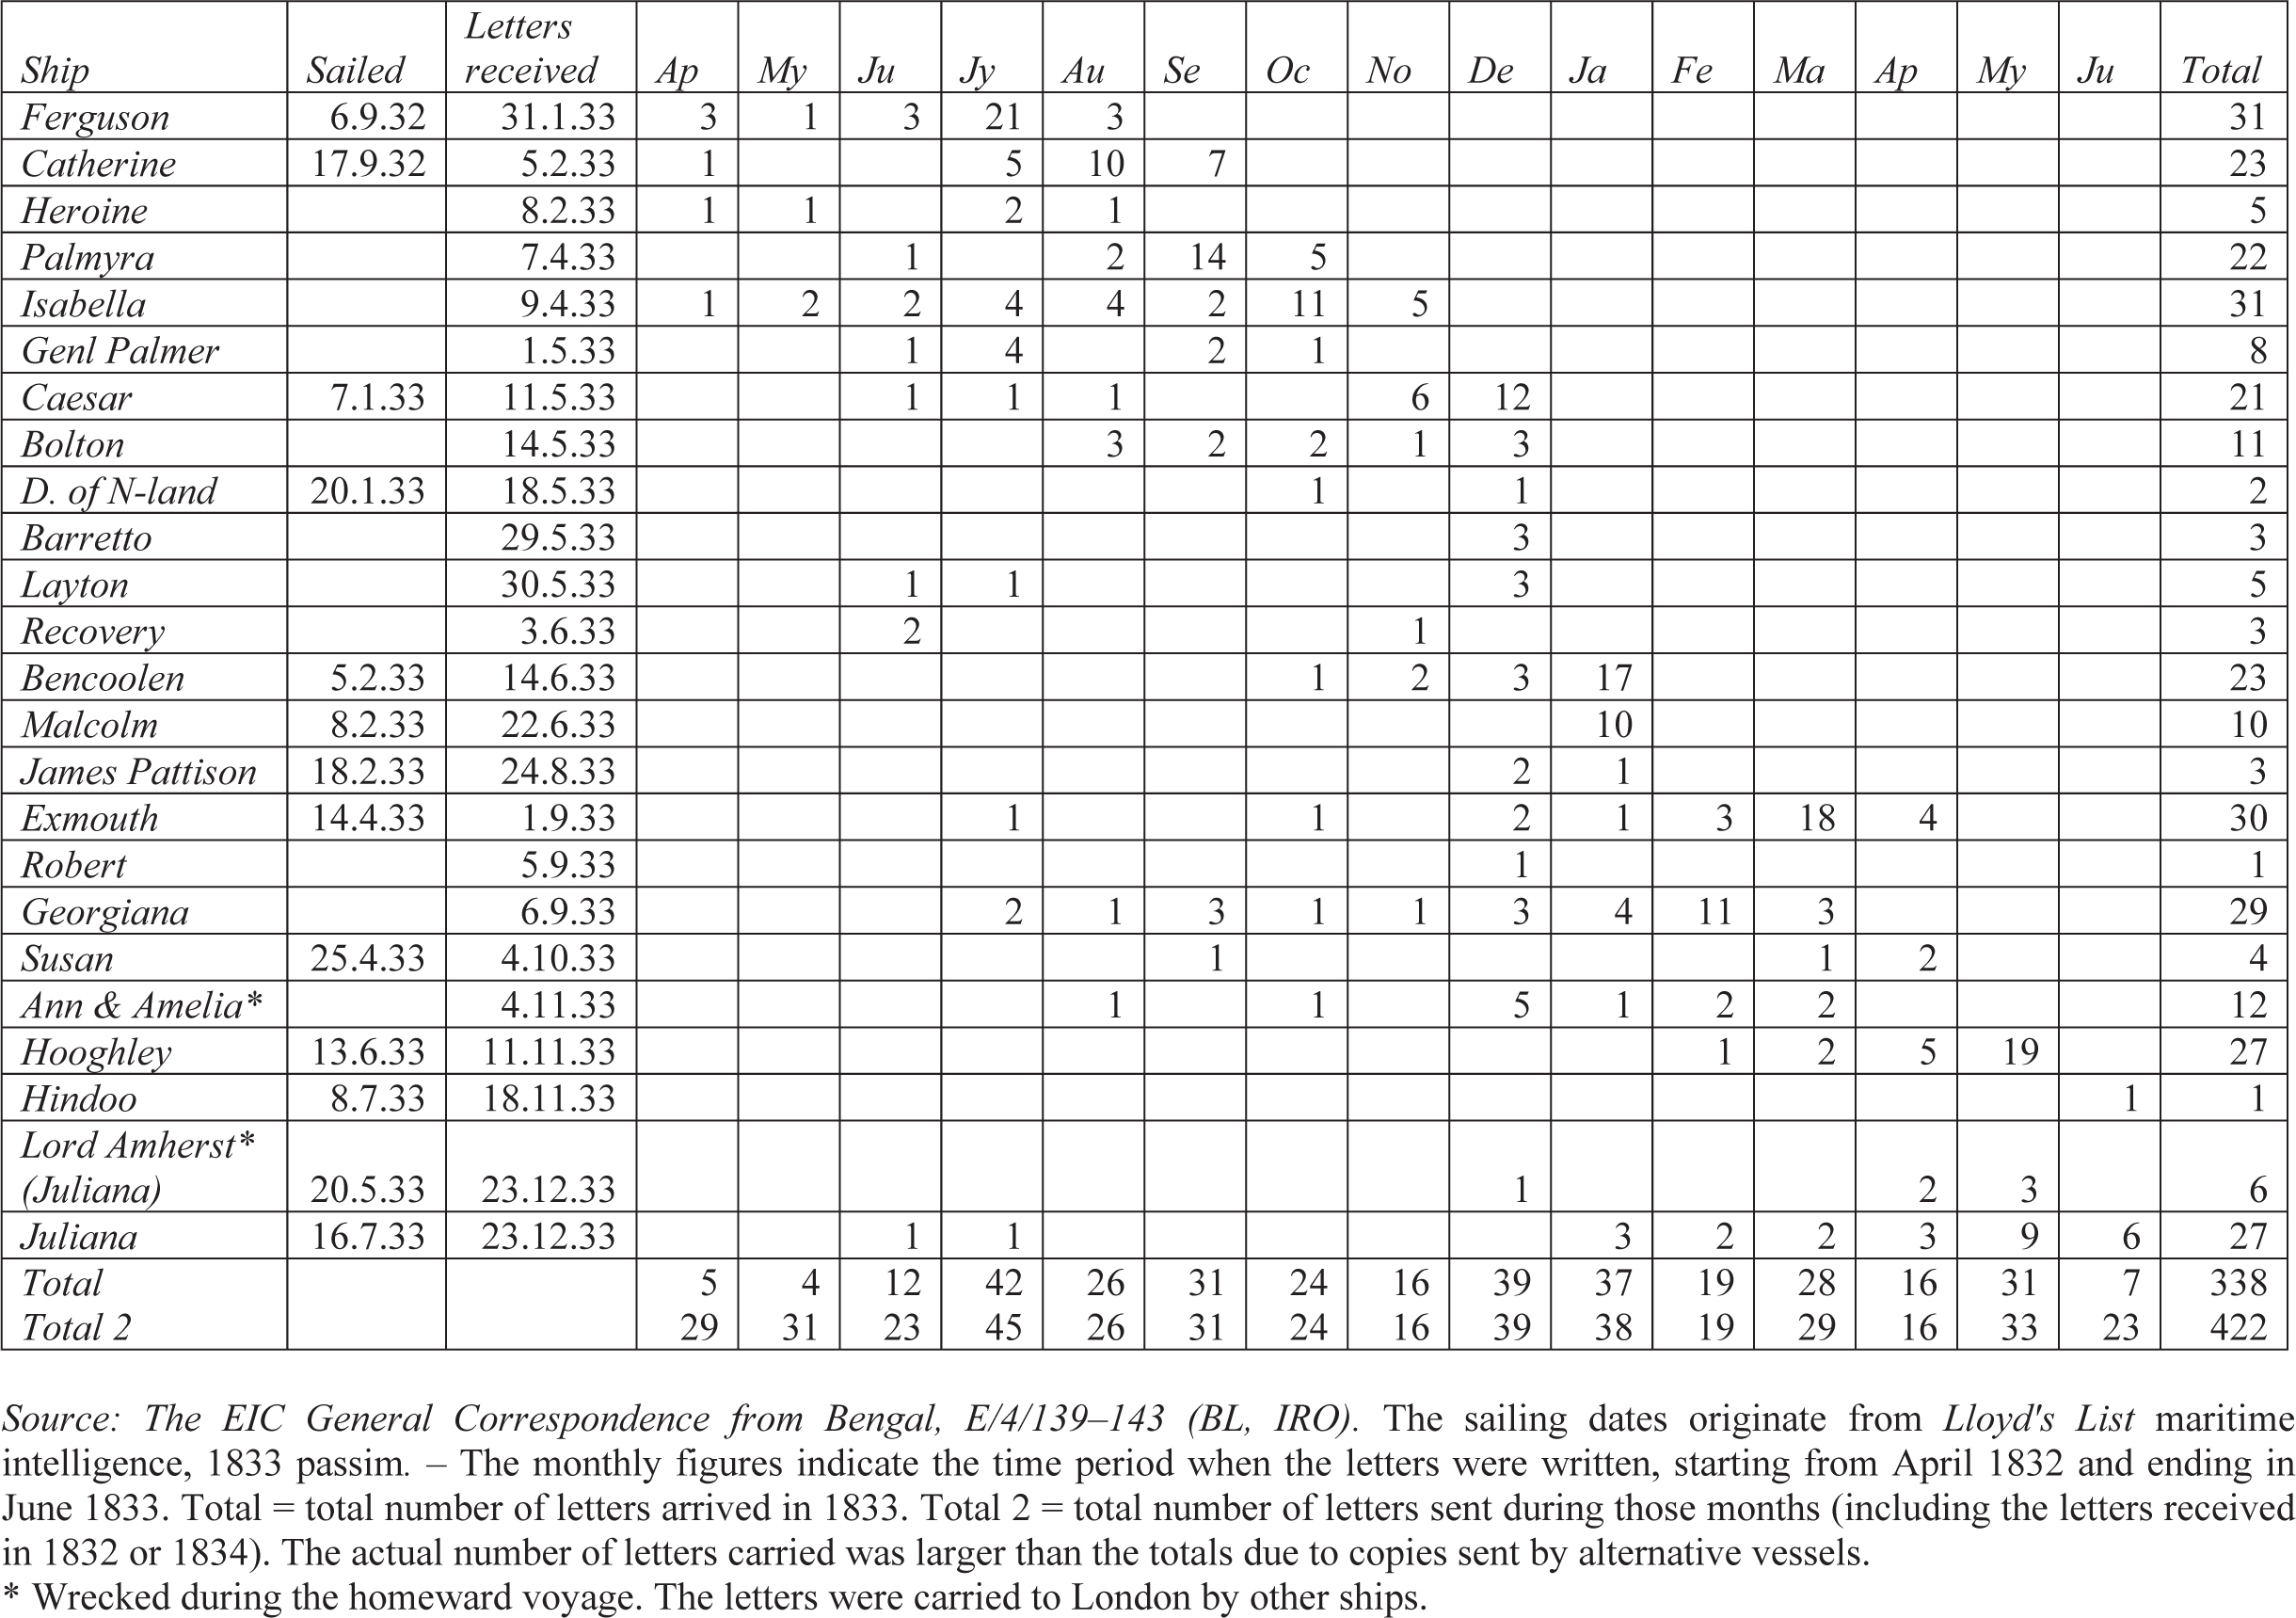 Ship Sailed Letters received Ap My Ju Jy Au Se Oc No De Ja Fe Ma Ap My Ju Total
Ferguson 6.9.32 31.1.33 3 1 3 21 3 31
Catherine 17.9.32 5.2.33 1 5 10 7 23
Heroine 8.2.33 1 1 2 1 5
Palmyra 7.4.33 1 2 14 5 22
Isabella 9.4.33 1 2 2 4 4 2 11 5 31
Genl Palmer 1.5.33 1 4 2 1 8
Caesar 7.1.33 11.5.33 1 1 1 6 12 21
Bolton 14.5.33 3 2 2 1 3 11
D. of N-land 20.1.33 18.5.33 1 1 2
Barretto 29.5.33 3 3
Layton 30.5.33 1 1 3 5
Recovery 3.6.33 2 1 3
Bencoolen 5.2.33 14.6.33 1 2 3 17 23
Malcolm 8.2.33 22.6.33 10 10
James Pattison 18.2.33 24.8.33 2 1 3
Exmouth 14.4.33 1.9.33 1 1 2 1 3 18 4 30
Robert 5.9.33 1 1
Georgiana 6.9.33 2 1 3 1 1 3 4 11 3 29
Susan 25.4.33 4.10.33 1 1 2 4
Ann & Amelia* 4.11.33 1 1 5 1 2 2 12
Hooghley 13.6.33 11.11.33 1 2 5 19 27
Hindoo 8.7.33 18.11.33 1 1
Lord Amherst*
(Juliana) 20.5.33 23.12.33 1 2 3 6
Juliana 16.7.33 23.12.33 1 1 3 2 2 3 9 6 27
Total 5 4 12 42 26 31 24 16 39 37 19 28 16 31 7 338
Total 2 29 31 23 45 26 31 24 16 39 38 19 29 16 33 23 422
Source: The EIC General Correspondence from Bengal, E/4/139–143 (BL, IRO). The sailing dates originate from Lloyd's List maritime
intelligence, 1833 passim. – The monthly figures indicate the time period when the letters were written, starting from April 1832 and ending in
June 1833. Total = total number of letters arrived in 1833. Total 2 = total number of letters sent during those months (including the letters received
in 1832 or 1834). The actual number of letters carried was larger than the totals due to copies sent by alternative vessels.
* Wrecked during the homeward voyage. The letters were carried to London by other ships.